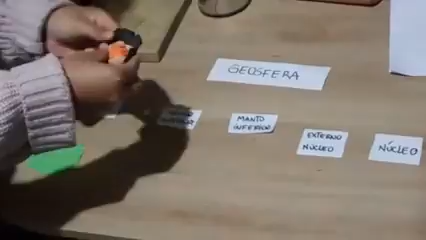 GEOSFERA
MANTO
INFERIOR
EXTERNO
NÚCLEO
NÚCLEO